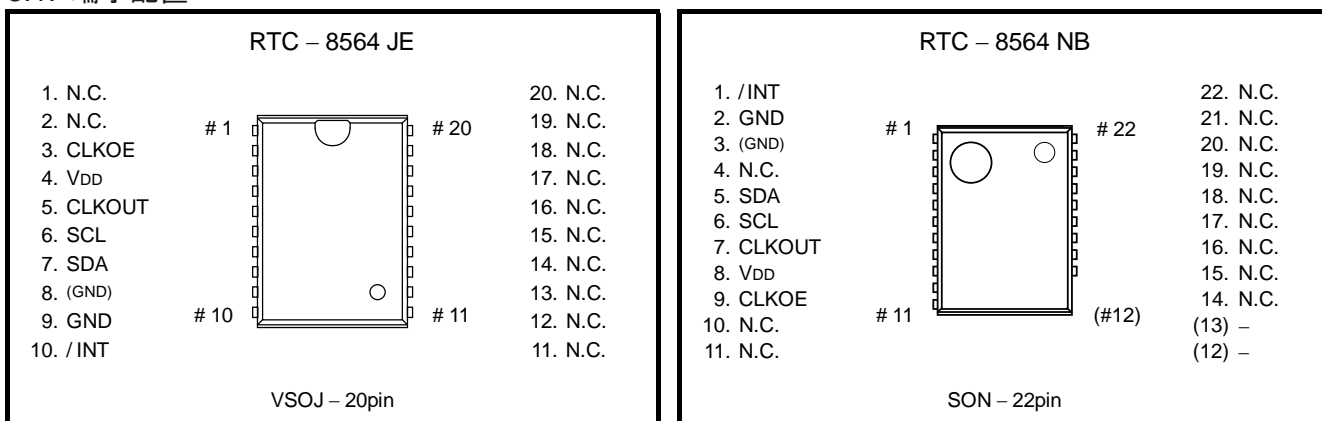 RTC – 8564 JE
1. N.C.
2. N.C.
3. CLKOE
4. VDD
5. CLKOUT
6. SCL
7. SDA
8. (GND)
9. GND
10. / INT
# 1
# 10
# 20
# 11
20. N.C.
19. N.C.
18. N.C.
17. N.C.
16. N.C.
15. N.C.
14. N.C.
13. N.C.
12. N.C.
11. N.C.
VSOJ – 20pin
RTC – 8564 NB
1. / INT
2. GND
3. (GND)
4. N.C.
5. SDA
6. SCL
7. CLKOUT
8. VDD
9. CLKOE
10. N.C.
11. N.C.
# 1
# 11
# 22
(#12)
22. N.C.
21. N.C.
20. N.C.
19. N.C.
18. N.C.
17. N.C.
16. N.C.
15. N.C.
14. N.C.
(13) –
(12) –
SON – 22pin